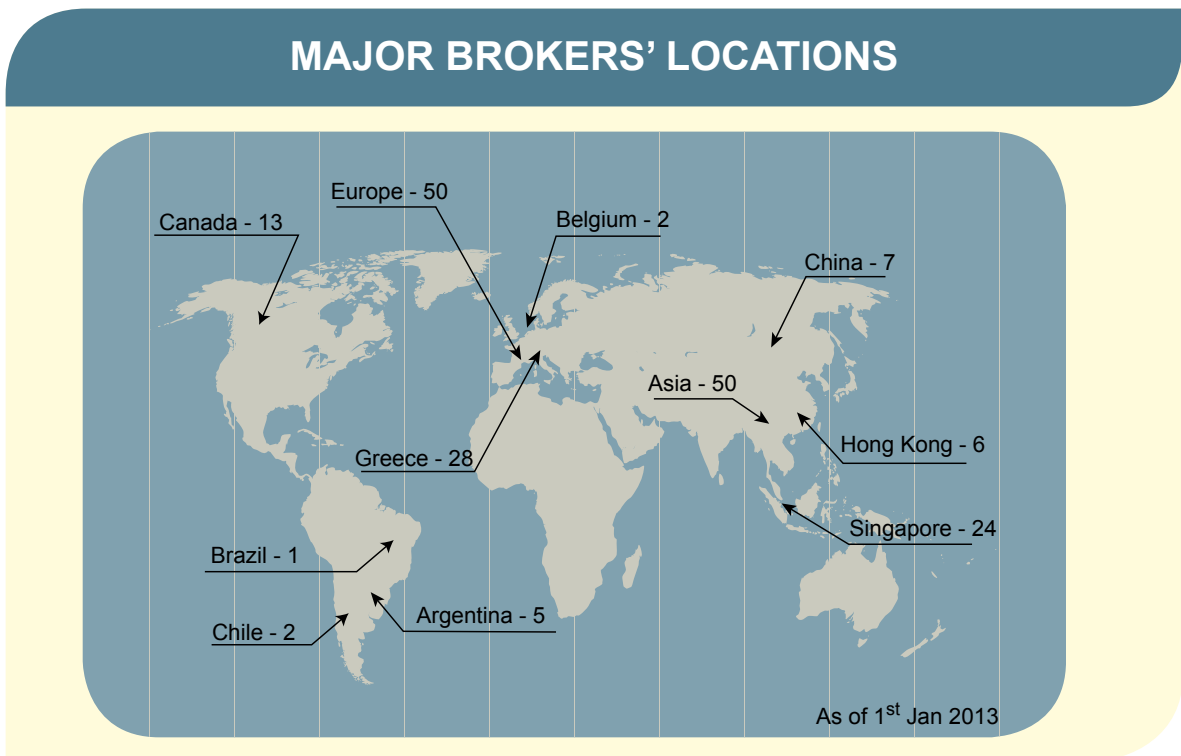 MAJOR BROKERS’ LOCATIONS
Europe - 50
Belgium - 2
Canada - 13
China - 7
Asia - 50
Hong Kong - 6
Greece - 28
Singapore - 24
Brazil - 1
Argentina - 5
Chile - 2
As of 1st Jan 2013